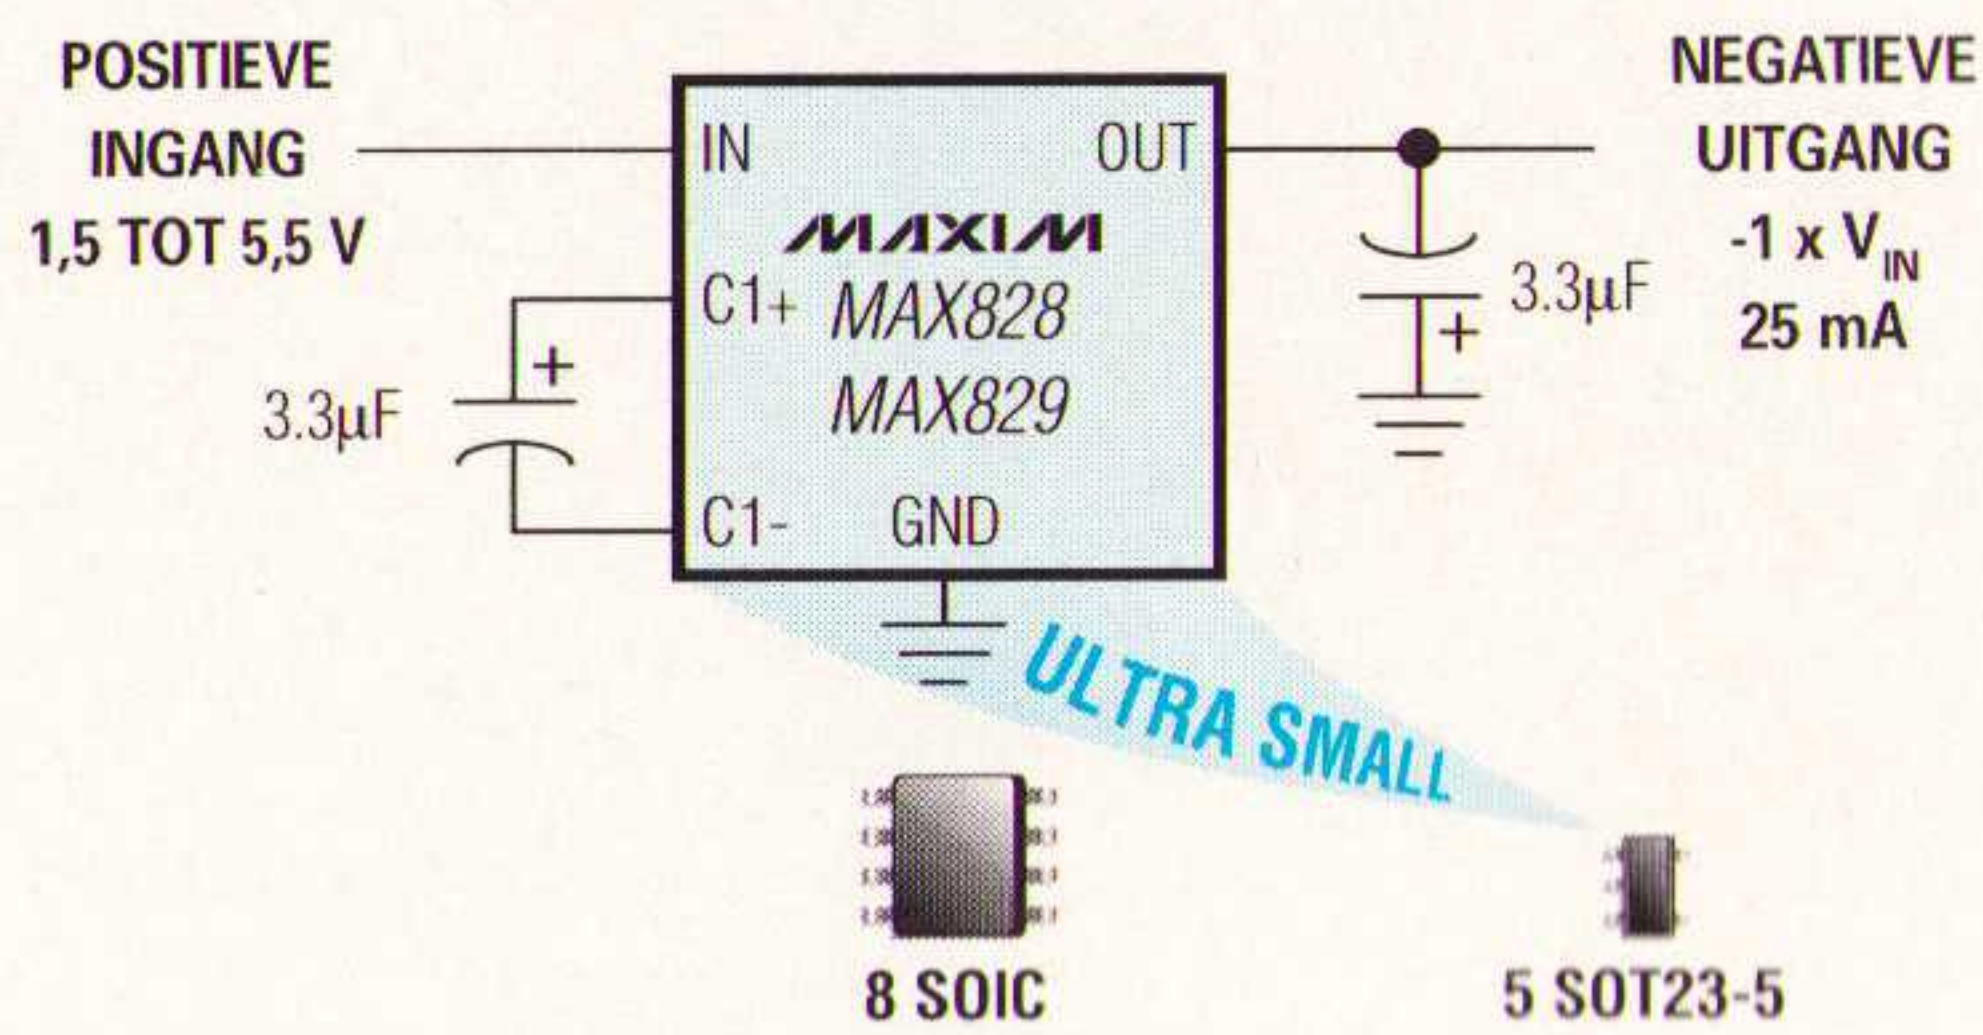 POSITIEVE
INGANG
1,5 TOT 5,5 V
IN
OUT
MAXIM
MAX828
MAX829
C1+
C1-
GND
+
3.3µF
NEGATIEVE
UITGANG
-1 x VIN
25 mA
3.3µF
+
ULTRA SMALL
8 SOIC
5 SOT23-5